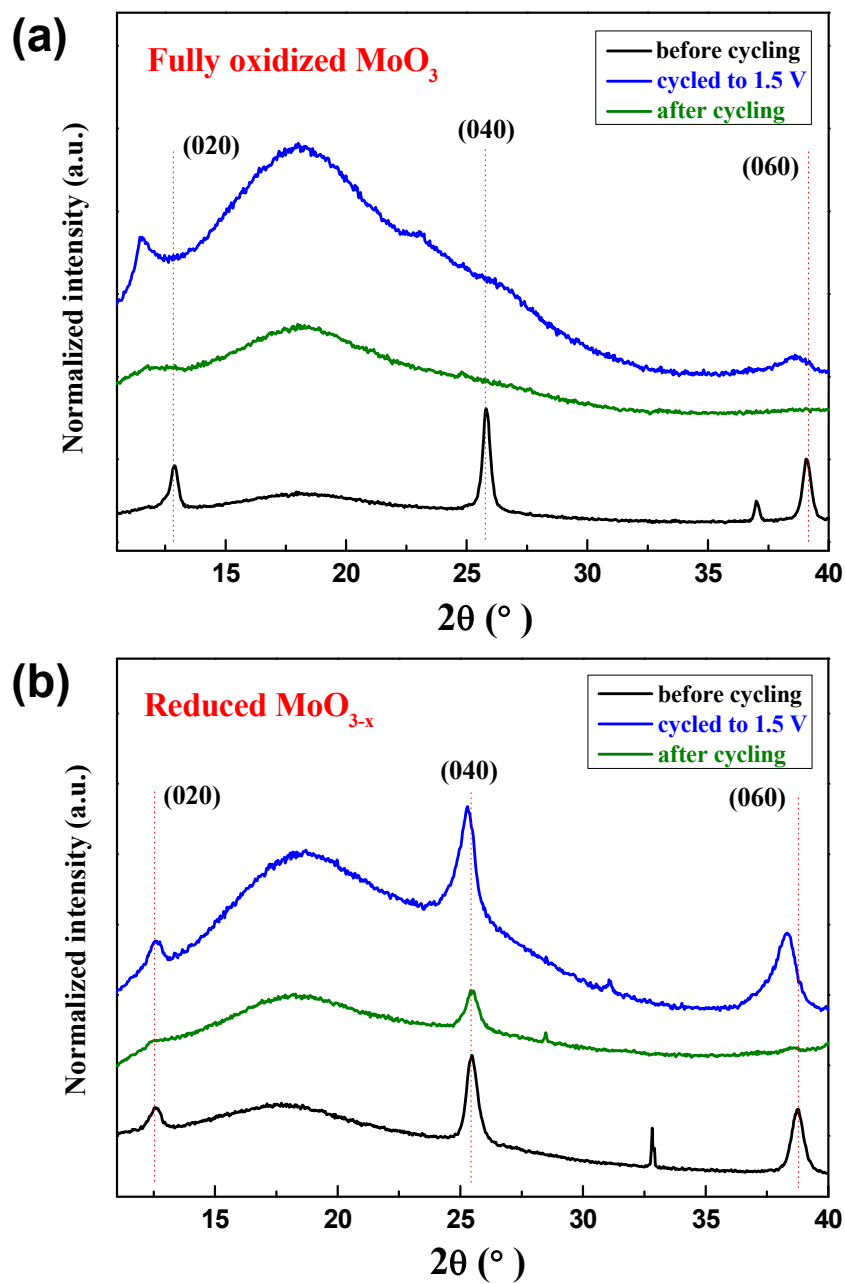 (a)
Fully oxidized MoO3
before cycling
cycled to 1.5 V
after cycling
(020)
(040)
(060)
Normalized intensity (a.u.)
15 20 25 30 35 40
2θ (° )
(b)
Reduced MoO3-x
before cycling
cycled to 1.5 V
after cycling
(020)
(040)
(060)
Normalized intensity (a.u.)
15 20 25 30 35 40
2θ (° )